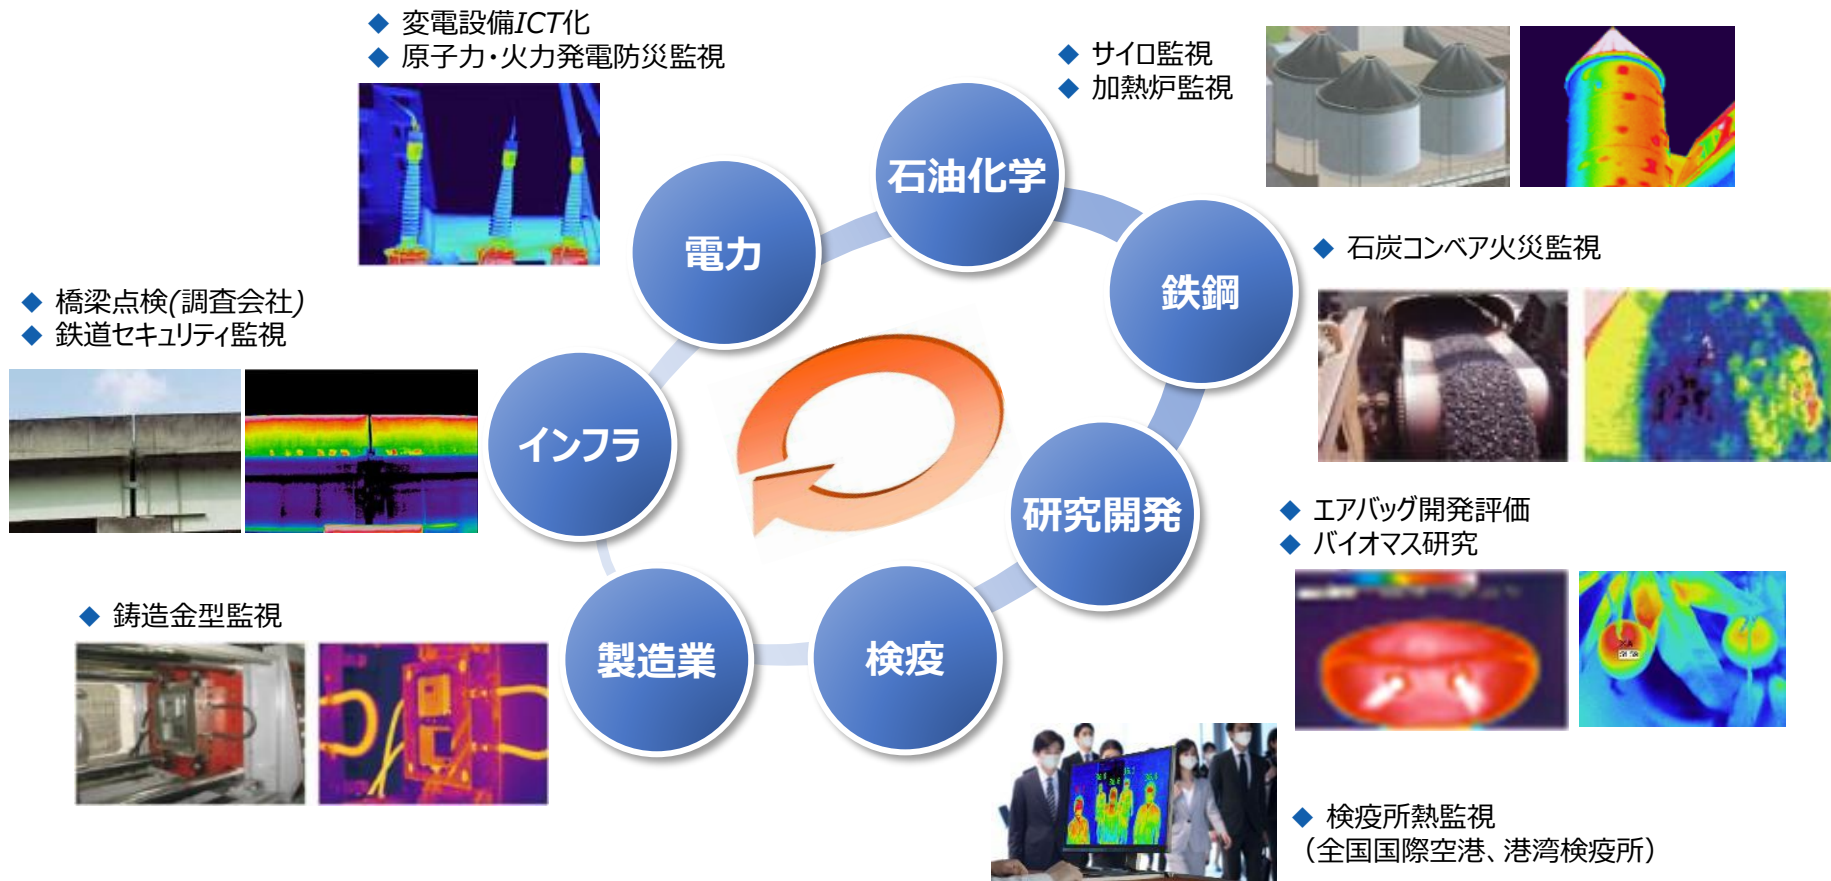 ◆ 変電設備ICT化
◆ 原子力・火力発電防災監視
◆ サイロ監視
◆ 加熱炉監視
石油化学
電力
鉄鋼
◆ 石炭コンベア火災監視
◆ 橋梁点検(調査会社)
◆ 鉄道セキュリティ監視
インフラ
研究開発
◆ エアバッグ開発評価
◆ バイオマス研究
◆ 鋳造金型監視
製造業
検疫
◆ 検疫所熱監視
（全国国際空港、港湾検疫所）